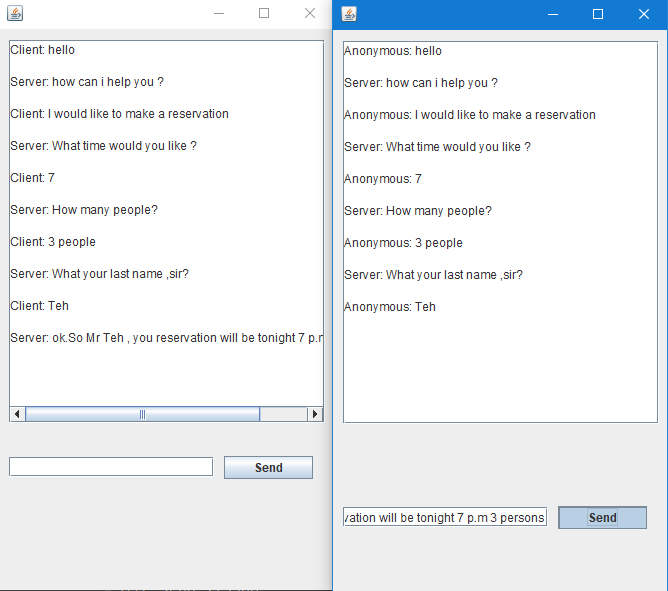 Client: hello
Server: how can i help you ?
Client: I would like to make a reservation
Server: What time would you like ?
Client: 7
Server: How many people?
Client: 3 people
Server: What your last name ,sir?
Client: Teh
Server: ok.So Mr Teh , you reservation will be tonight 7 p.m
Send
Anonymous: hello
Server: how can i help you ?
Anonymous: I would like to make a reservation
Server: What time would you like ?
Anonymous: 7
Server: How many people?
Anonymous: 3 people
Server: What your last name ,sir?
Anonymous: Teh
vation will be tonight 7 p.m 3 persons
Send